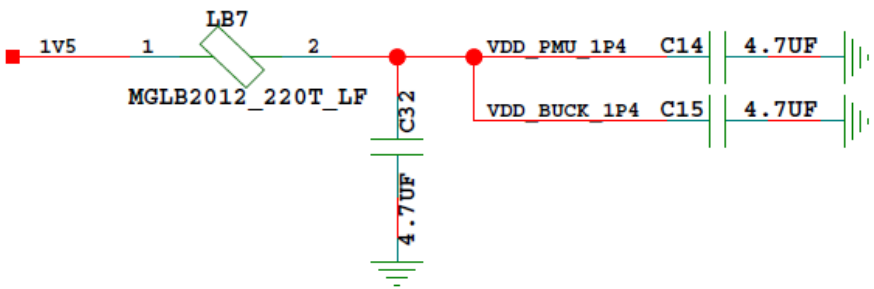 LB7
1V5 1 2 VDD_PMU_1P4 C14 4.7UF
MGLB2012_220T_LF
C32
4.7UF
VDD_BUCK_1P4 C15 4.7UF